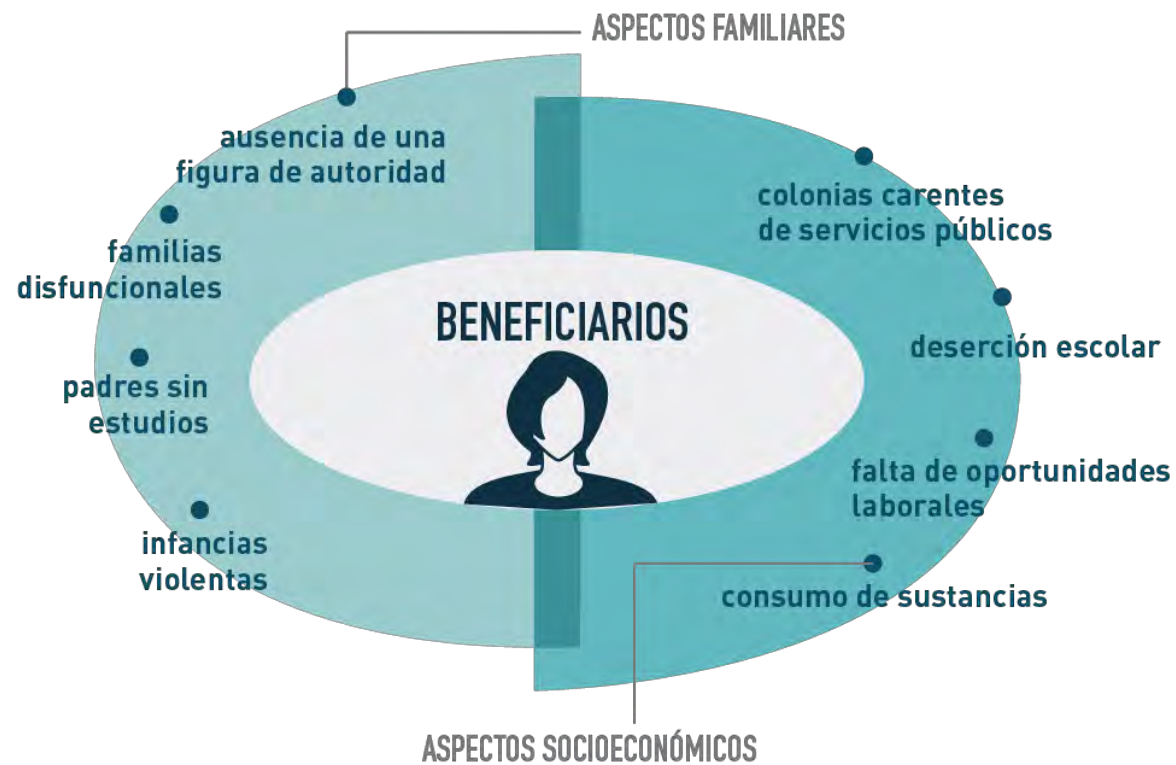 ASPECTOS FAMILIARES
ausencia de una
figura de autoridad
familias
disfuncionales
padres sin
estudios
infancias
violentas
BENEFICIARIOS
colonias carentes
de servicios públicos
deserción escolar
falta de oportunidades
laborales
consumo de sustancias
ASPECTOS SOCIOECONÓMICOS